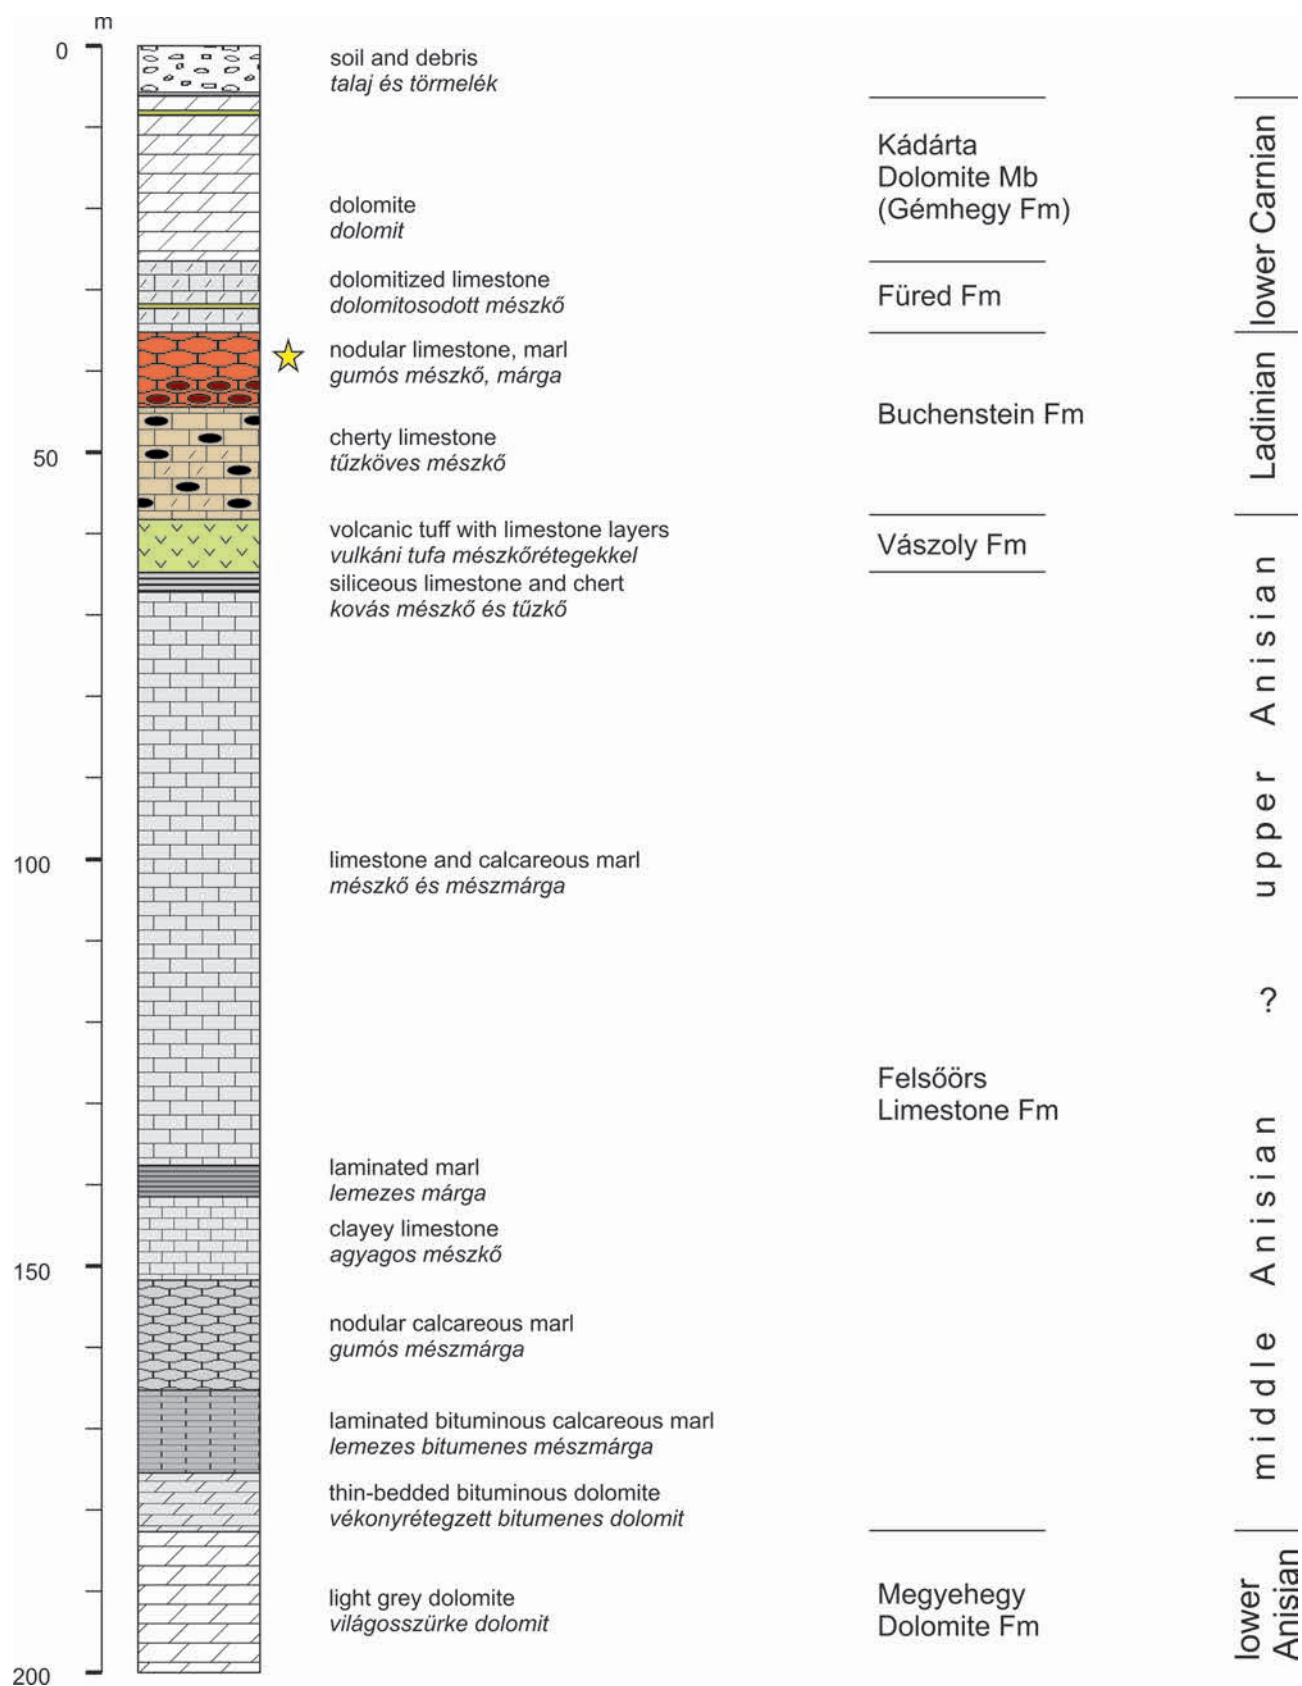 m
0
soil and debris
talaj és törmelék
Kádárta
Dolomite Mb
(Gémhegy Fm)
lower Carnian
dolomite
dolomit
dolomitized limestone
dolomitosodott mészkő
Füred Fm
nodular limestone, marl
gumós mészkő, márga
Buchenstein Fm
Ladinian
50
cherty limestone
tűzköves mészkő
volcanic tuff with limestone layers
vulkáni tufa mészkőrétegekkel
Vászoly Fm
siliceous limestone and chert
kovás mészkő és tűzkő
upper Anisian
100
limestone and calcareous marl
mészkő és mészmárga
?
Felsőörs
Limestone Fm
middle Anisian
laminated marl
lemezes márga
clayey limestone
agyagos mészkő
150
nodular calcareous marl
gumós mészmárga
laminated bituminous calcareous marl
lemezes bitumenes mészmárga
thin-bedded bituminous dolomite
vékonyrétegzett bitumenes dolomit
light grey dolomite
világosszürke dolomit
Megyehegy
Dolomite Fm
lower
Anisian
200